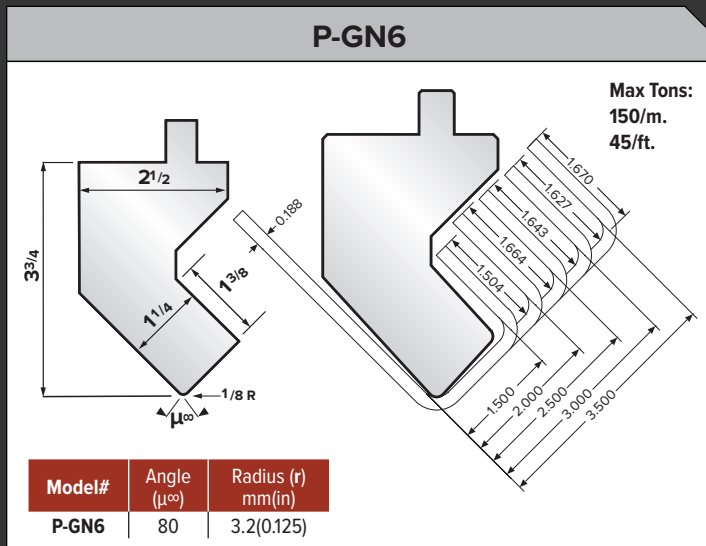 P-GN6
Max Tons:
150/m.
45/ft.
2 1/2
3 3/4
1 3/8
1 1/4
1/8 R
µ∞
0.188
1.670
1.627
1.643
1.664
1.504
1.500
2.000
2.500
3.000
3.500
Model# Angle (µ∞) Radius (r) mm(in)
P-GN6 80 3.2(0.125)